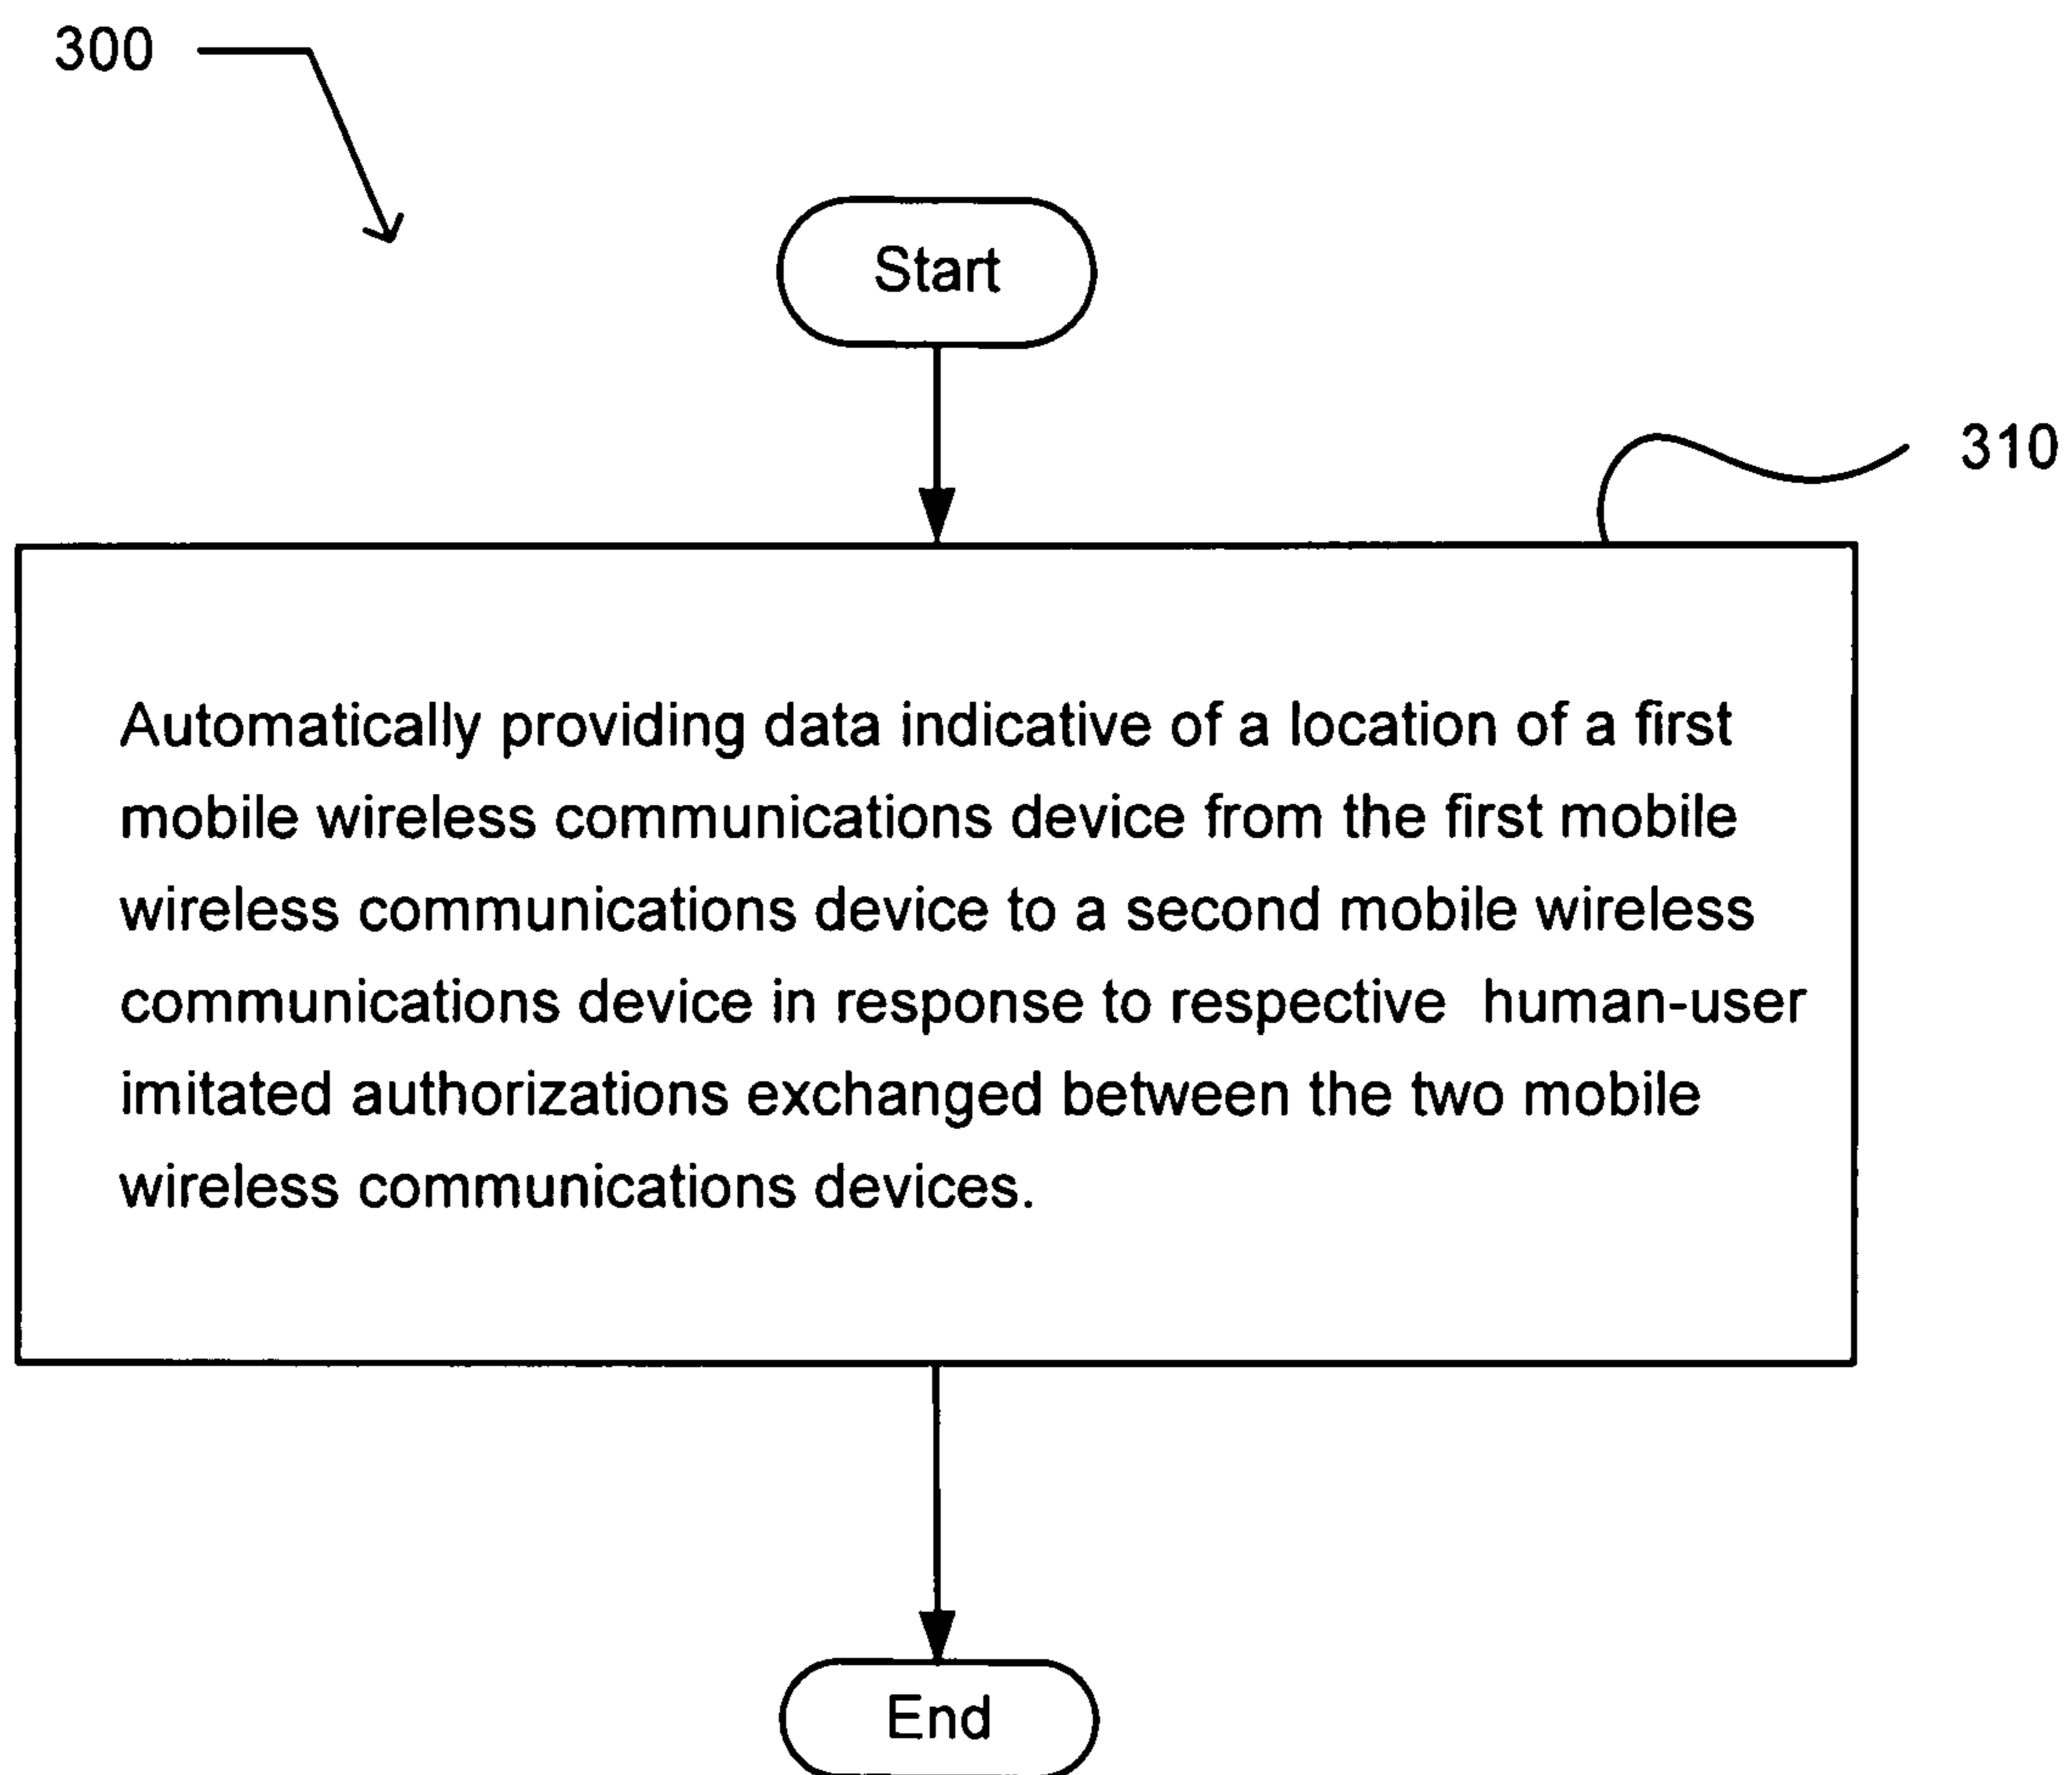 300
Start
310
Automatically providing data indicative of a location of a first
mobile wireless communications device from the first mobile
wireless communications device to a second mobile wireless
communications device in response to respective human-user
imitated authorizations exchanged between the two mobile
wireless communications devices.
End